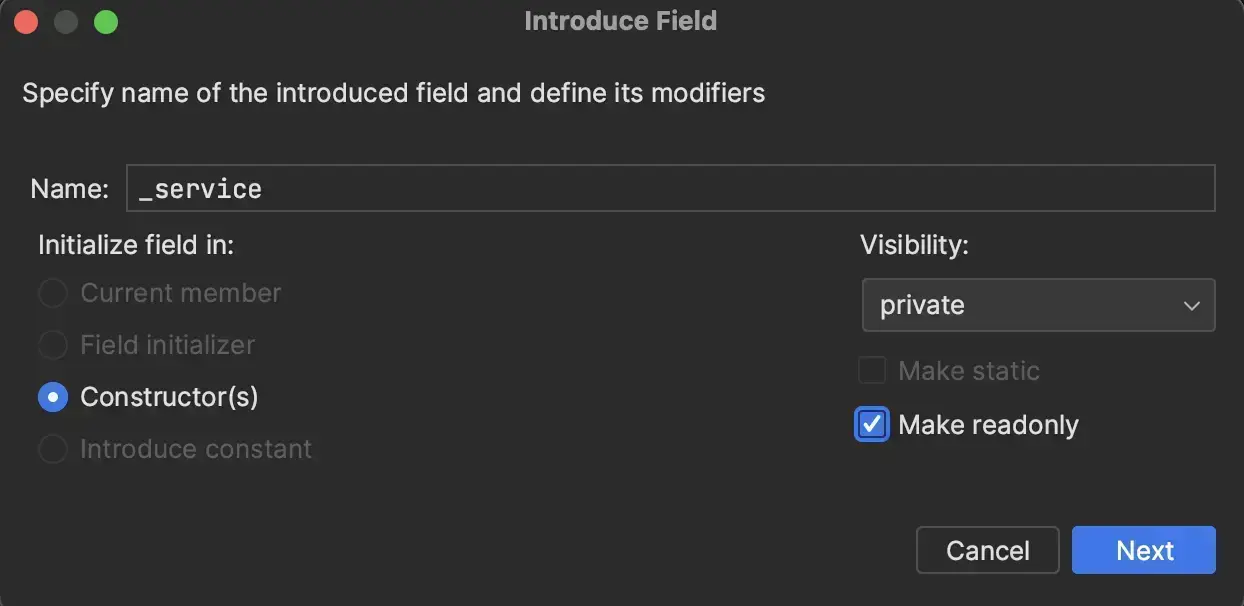 Introduce Field
Specify name of the introduced field and define its modifiers
Name: _service
Initialize field in:
Current member
Field initializer
Constructor(s)
Introduce constant
Visibility:
private
Make static
Make readonly
Cancel Next